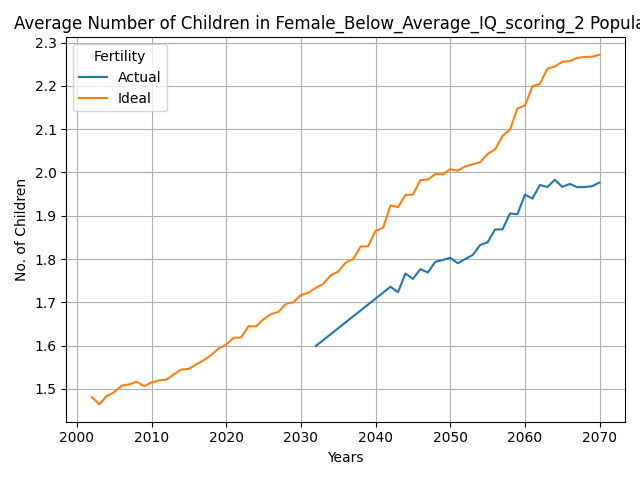 Average Number of Children in Female_Below_Average_IQ_scoring_2 Popula
Fertility
Actual
Ideal
2.3
2.2
2.1
2.0
1.9
1.8
1.7
1.6
1.5
No. of Children
2000 2010 2020 2030 2040 2050 2060 2070
Years